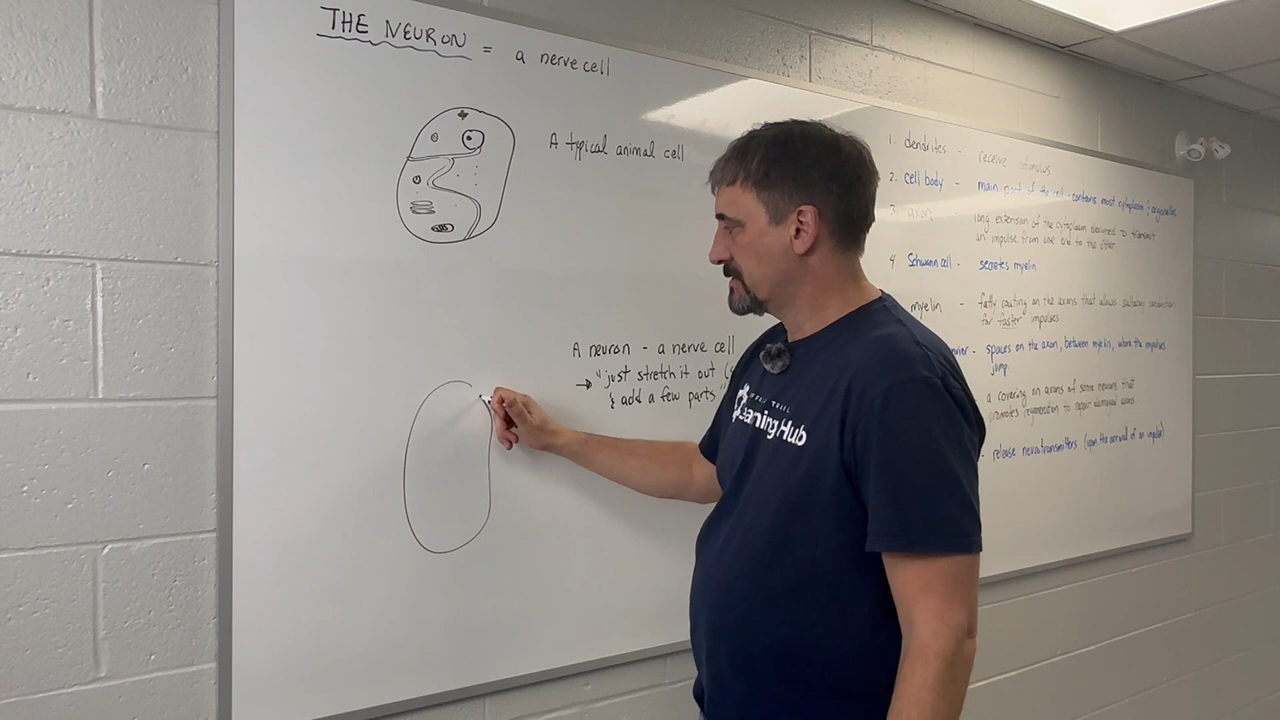 THE NEURON = a nerve cell
A typical animal cell
A neuron - a nerve cell
→ "just stretch it out
& add a few parts"
1. dendrites - receive stimulus
2. cell body - main part of the cell - contains most cytoplasm & organelles
3. axon - long extension of the cytoplasm designed to transmit
an impulse from one end to the other
4. Schwann cell - secretes myelin
myelin - fatty coating on the axons that allows saltatory conduction
for faster impulses.
- spaces on the axon, between myelin, where the impulses
jump.
a covering on axons of some neurons that
promotes regeneration to repair damaged axons.
- release neurotransmitters (upon the arrival of an impulse)
TRAIL
Learning Hub